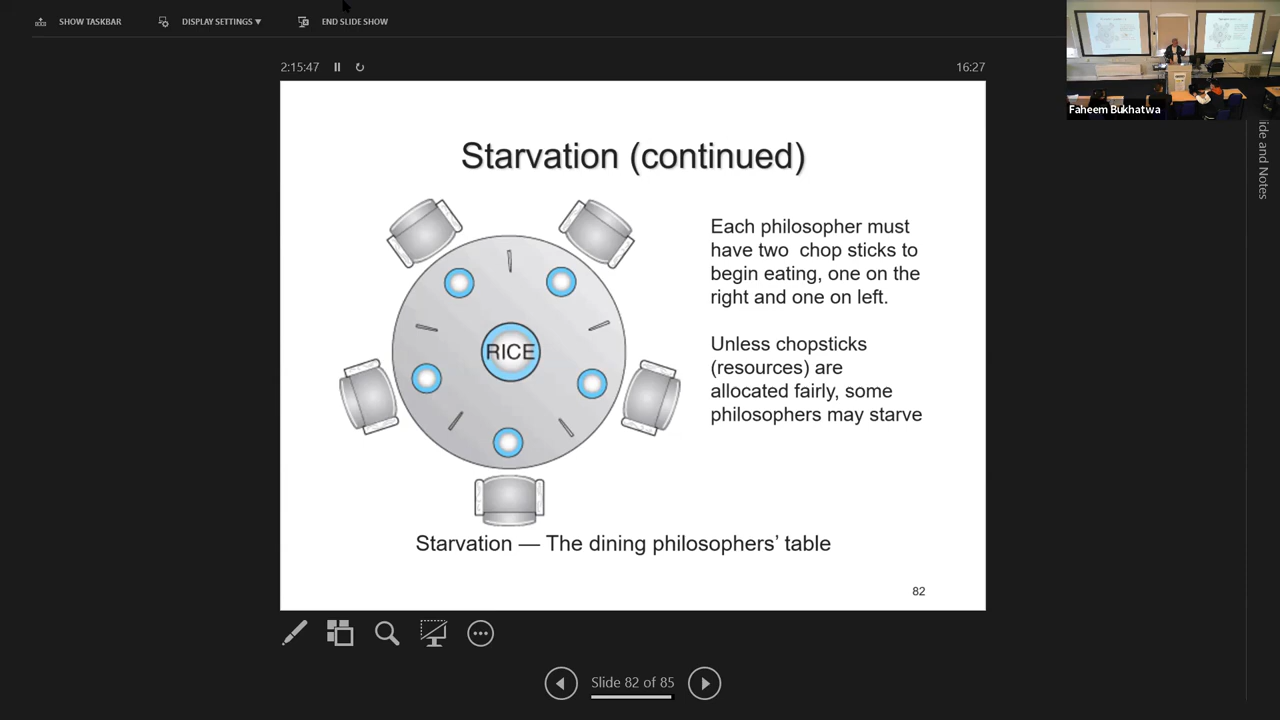 SHOW TASKBAR
DISPLAY SETTINGS
END SLIDE SHOW
Faheem Bukhatwa
2:15:47
16:27
Starvation (continued)
Each philosopher must
have two  chop sticks to
begin eating, one on the
right and one on left.
Unless chopsticks
(resources) are
allocated fairly, some
philosophers may starve
RICE
Starvation — The dining philosophers’ table
82
Slide 82 of 85
ide and Notes